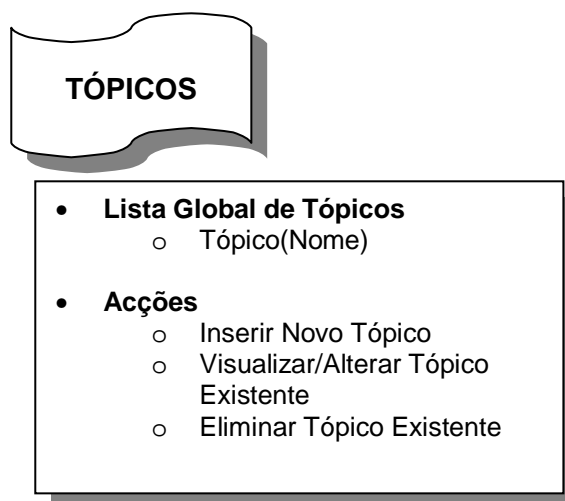 TÓPICOS
• Lista Global de Tópicos
o Tópico(Nome)
• Acções
o Inserir Novo Tópico
o Visualizar/Alterar Tópico
Existente
o Eliminar Tópico Existente